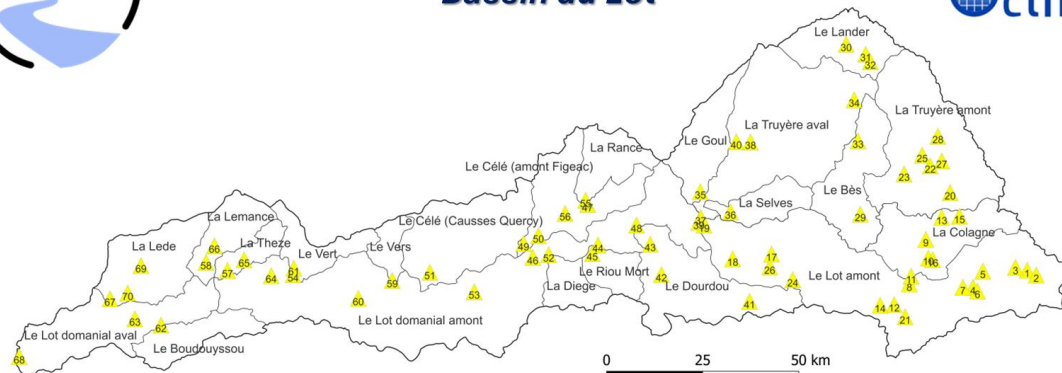 Bassin du Lot
Le Lander
30
31
32
34
La Truyère amont
La Truyère aval
28
La Rance
Le Goul
40 38
33
25
27
22
Le Célé (amont Figeac)
23
35
Le Bès
20
55
47
La Selves
La Lemance
Le Célé (Causses Quercy)
56
36
29
13 15
48
19
La Colagne
50
9
La Lede
66
La Theze
Le Vers
49
44
43
Le Vert
46
52
45
18
17
10
16
69
58
65
57
61
54
64
51
Le Riou Mort
42
26
Le Lot amont
5
3 1 2
59
La Diege
Le Dourdou
24
11
8
7 4
6
67 70
60
53
41
14 12
63
62
Le Lot domanial amont
21
Le Lot domanial aval
Le Boudouyssou
68
0 25 50 km